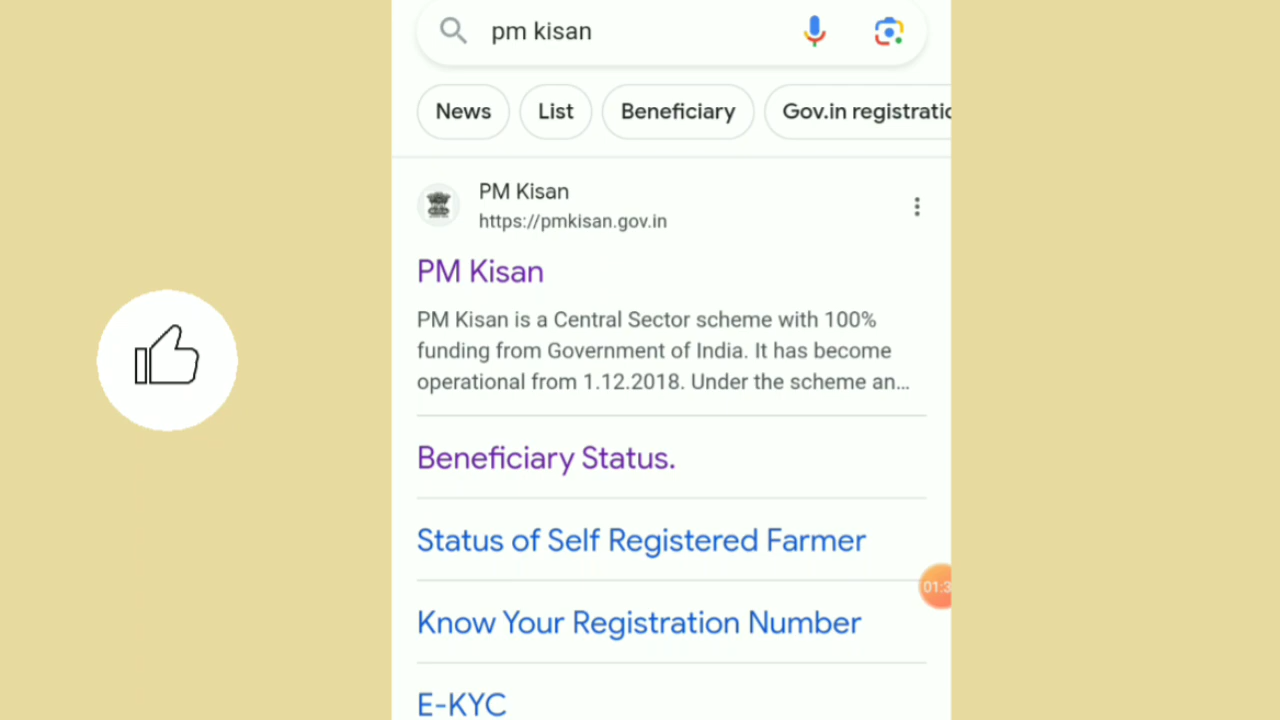 pm kisan
News
List
Beneficiary
Gov.in registratio
PM Kisan
https://pmkisan.gov.in
PM Kisan
PM Kisan is a Central Sector scheme with 100%
funding from Government of India. It has become
operational from 1.12.2018. Under the scheme an...
Beneficiary Status.
Status of Self Registered Farmer
01:3
Know Your Registration Number
E-KYC